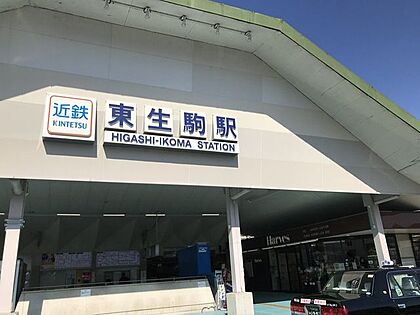 近鉄
KINTETSU
東生駒駅
HIGASHI-IKOMA STATION
Harves